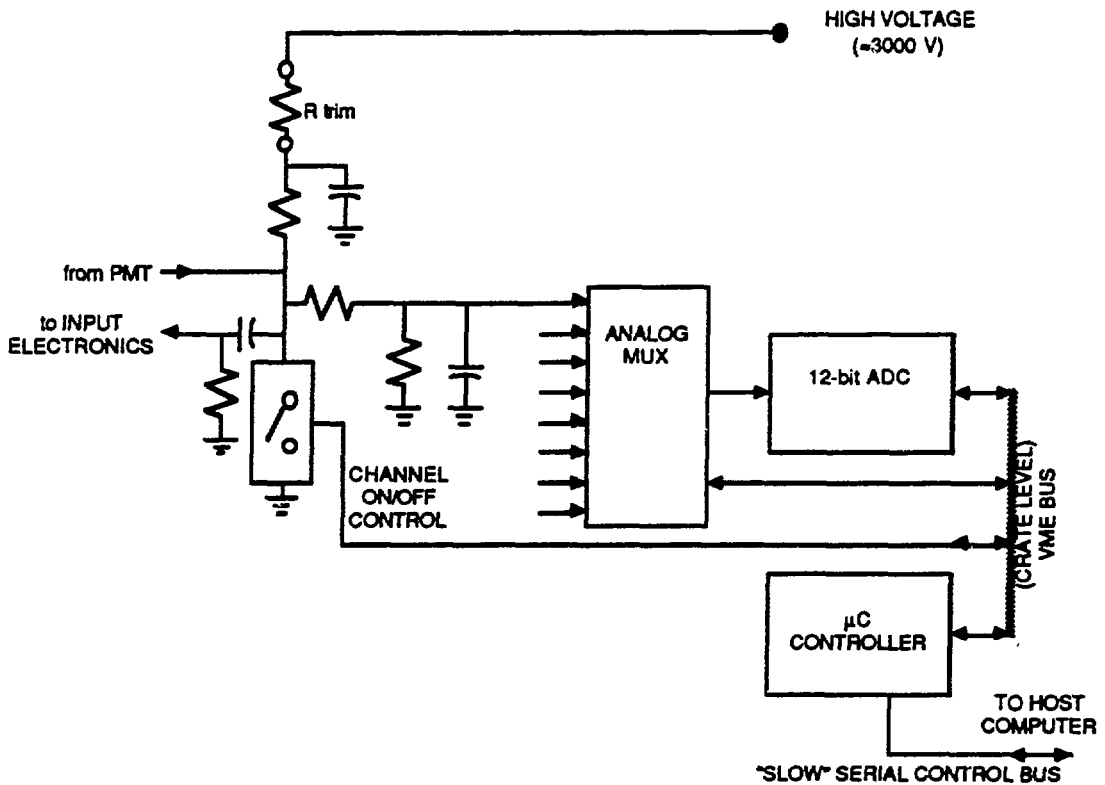 HIGH VOLTAGE
(≈3000 V)
R trim
from PMT
to INPUT
ELECTRONICS
ANALOG
MUX
12-bit ADC
CHANNEL
ON/OFF
CONTROL
(CRATE LEVEL)
VME BUS
µC
CONTROLLER
TO HOST
COMPUTER
"SLOW" SERIAL CONTROL BUS